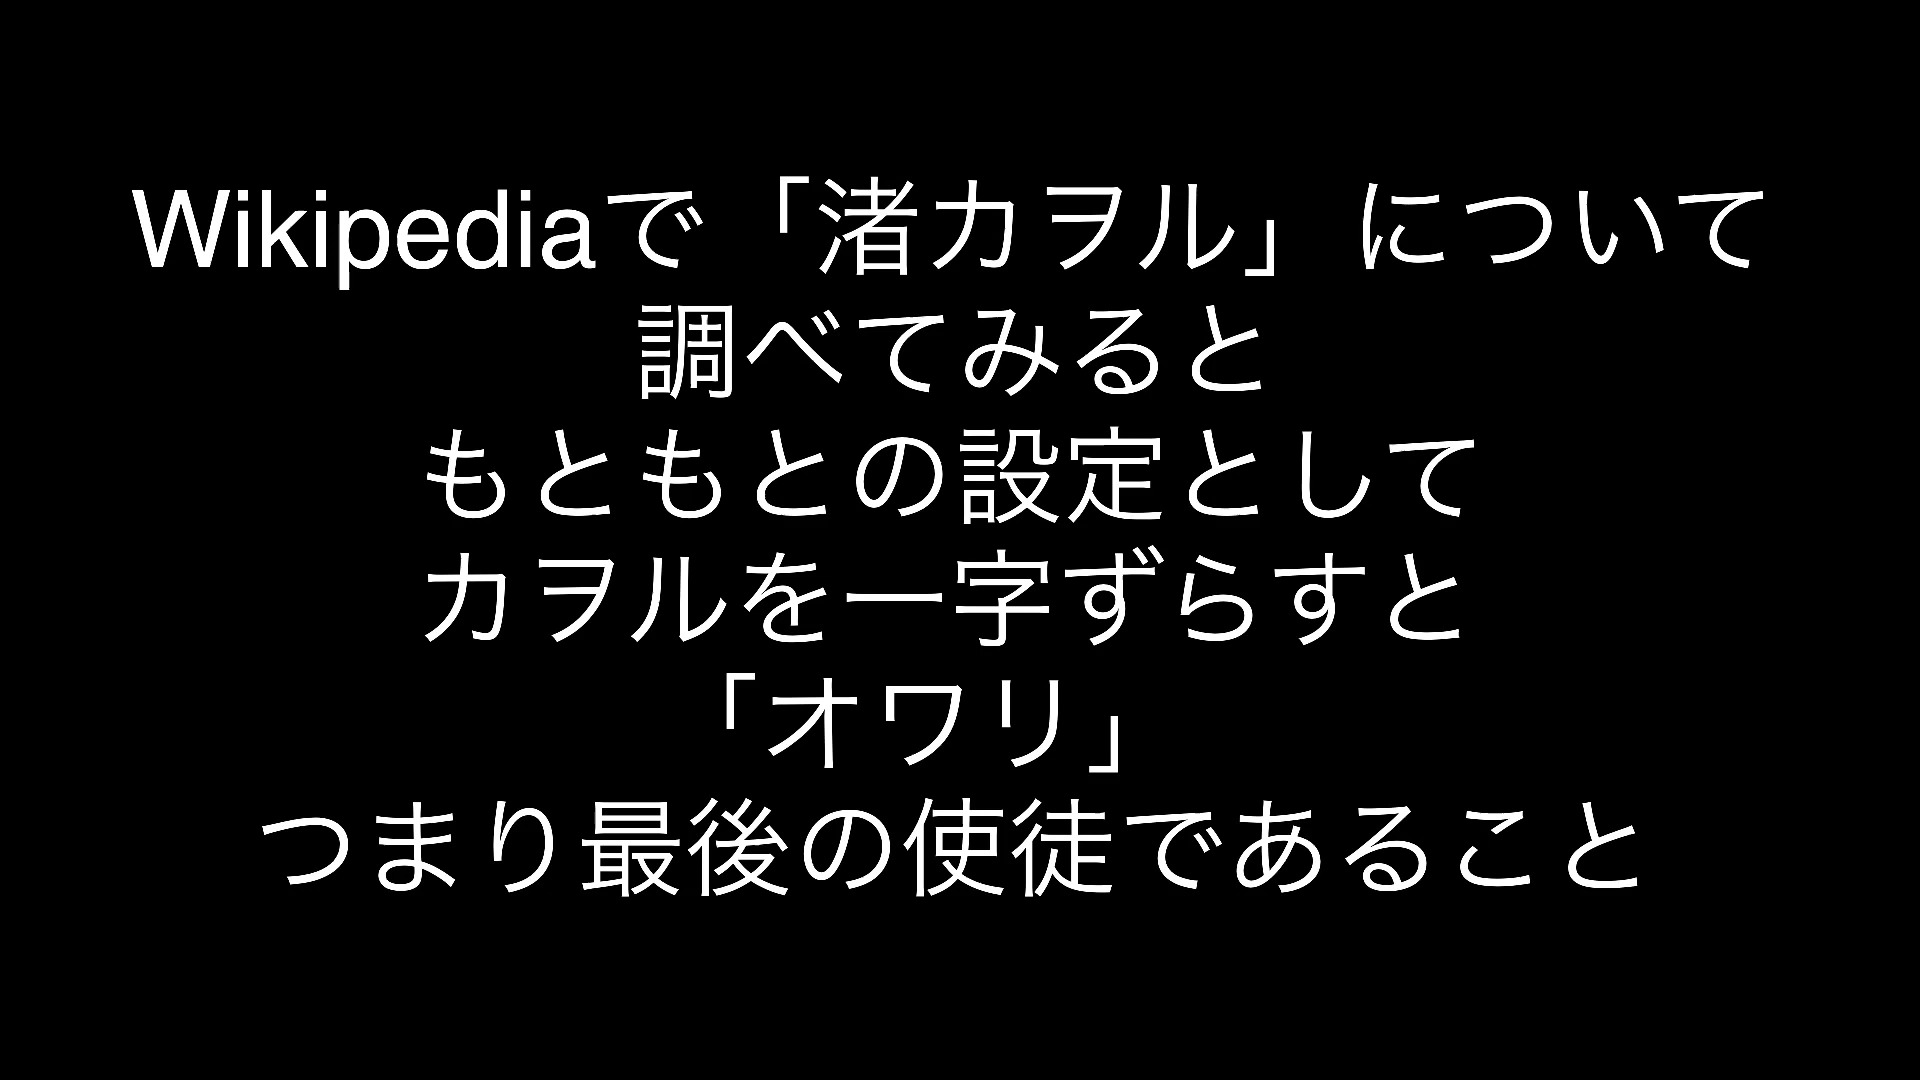 Wikipediaで「渚カヲル」について
調べてみると
もともとの設定として
カヲルを一字ずらすと
「オワリ」
つまり最後の使徒であること